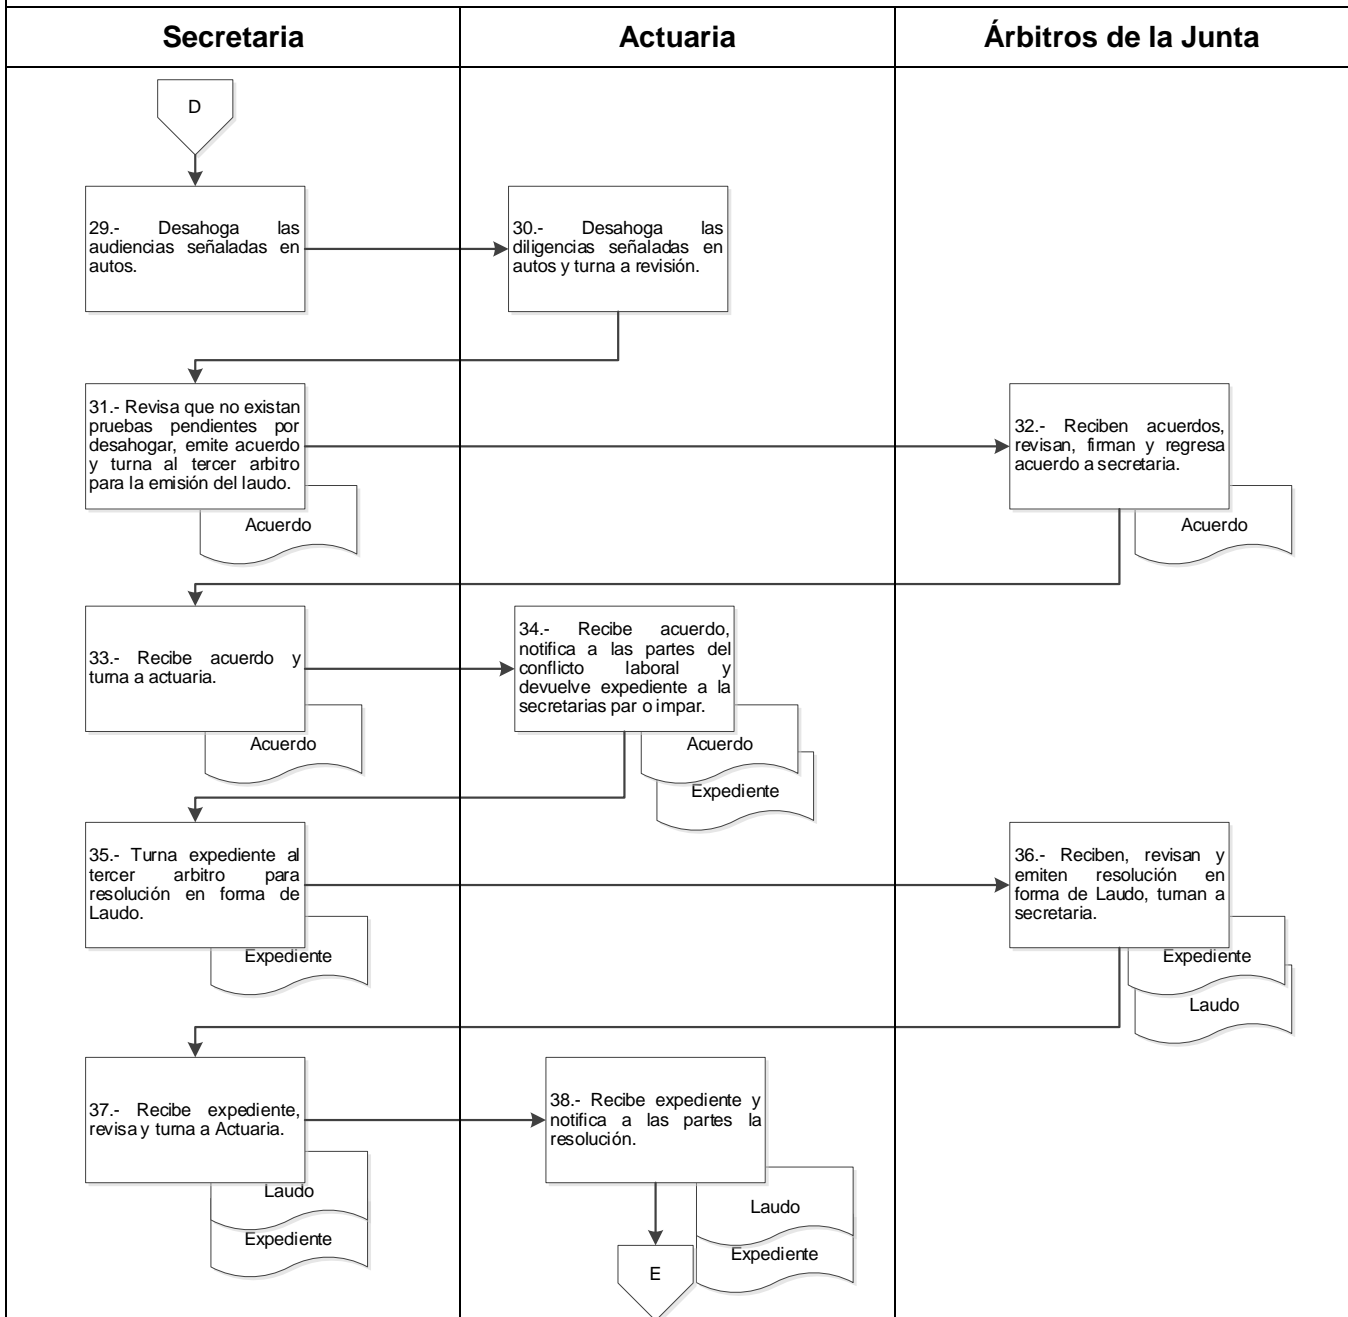 Secretaria
Actuaria
Árbitros de la Junta
D
29.- Desahoga las
audiencias señaladas en
autos.
30.- Desahoga las
diligencias señaladas en
autos y turna a revisión.
31.- Revisa que no existan
pruebas pendientes por
desahogar, emite acuerdo
y turna al tercer arbitro
para la emisión del laudo.
Acuerdo
32.- Reciben acuerdos,
revisan, firman y regresa
acuerdo a secretaria.
Acuerdo
33.- Recibe acuerdo y
turna a actuaria.
Acuerdo
34.- Recibe acuerdo,
notifica a las partes del
conflicto laboral y
devuelve expediente a la
secretarias par o impar.
Acuerdo
Expediente
35.- Turna expediente al
tercer arbitro para
resolución en forma de
Laudo.
Expediente
36.- Reciben, revisan y
emiten resolución en
forma de Laudo, turnan a
secretaria.
Expediente
Laudo
37.- Recibe expediente,
revisa y turna a Actuaria.
Laudo
Expediente
38.- Recibe expediente y
notifica a las partes la
resolución.
Laudo
Expediente
E